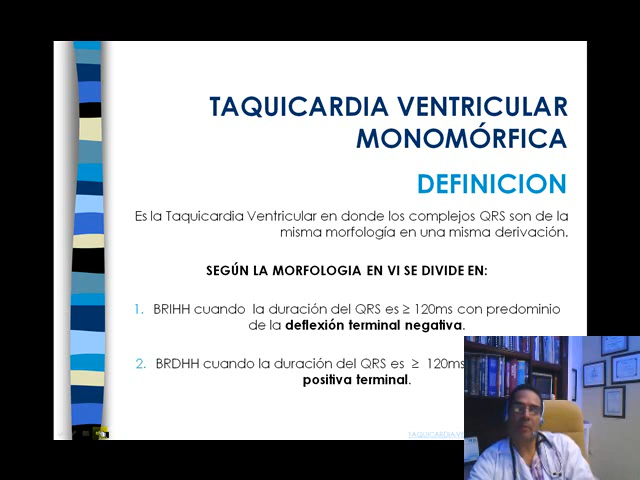 TAQUICARDIA VENTRICULAR
MONOMÓRFICA
DEFINICION
Es la Taquicardia Ventricular en donde los complejos QRS son de la
misma morfología en una misma derivación.
SEGÚN LA MORFOLOGIA EN VI SE DIVIDE EN:
1. BRIHH cuando la duración del QRS es ≥ 120ms con predominio
de la deflexión terminal negativa.
2. BRDHH cuando la duración del QRS es ≥ 120ms
positiva terminal.
TAQUICARDIA